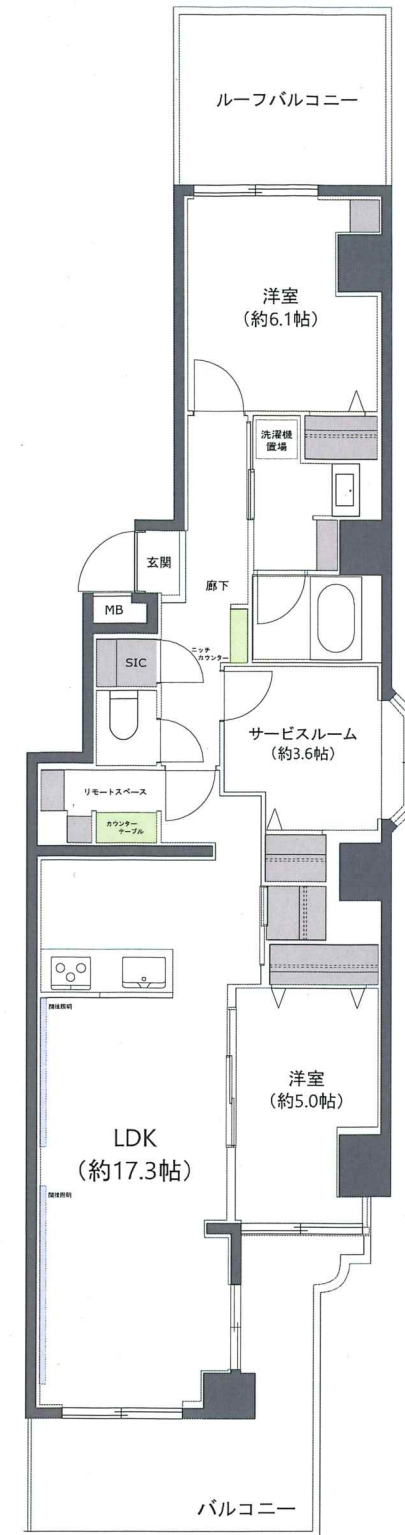 ルーフバルコニー
洋室
（約6.1帖）
洗濯機
置場
玄関
廊下
MB
ニッチ
カウンター
SIC
サービスルーム
（約3.6帖）
リモートスペース
カウンター
テーブル
間接照明
洋室
（約5.0帖）
LDK
（約17.3帖）
間接照明
バルコニー